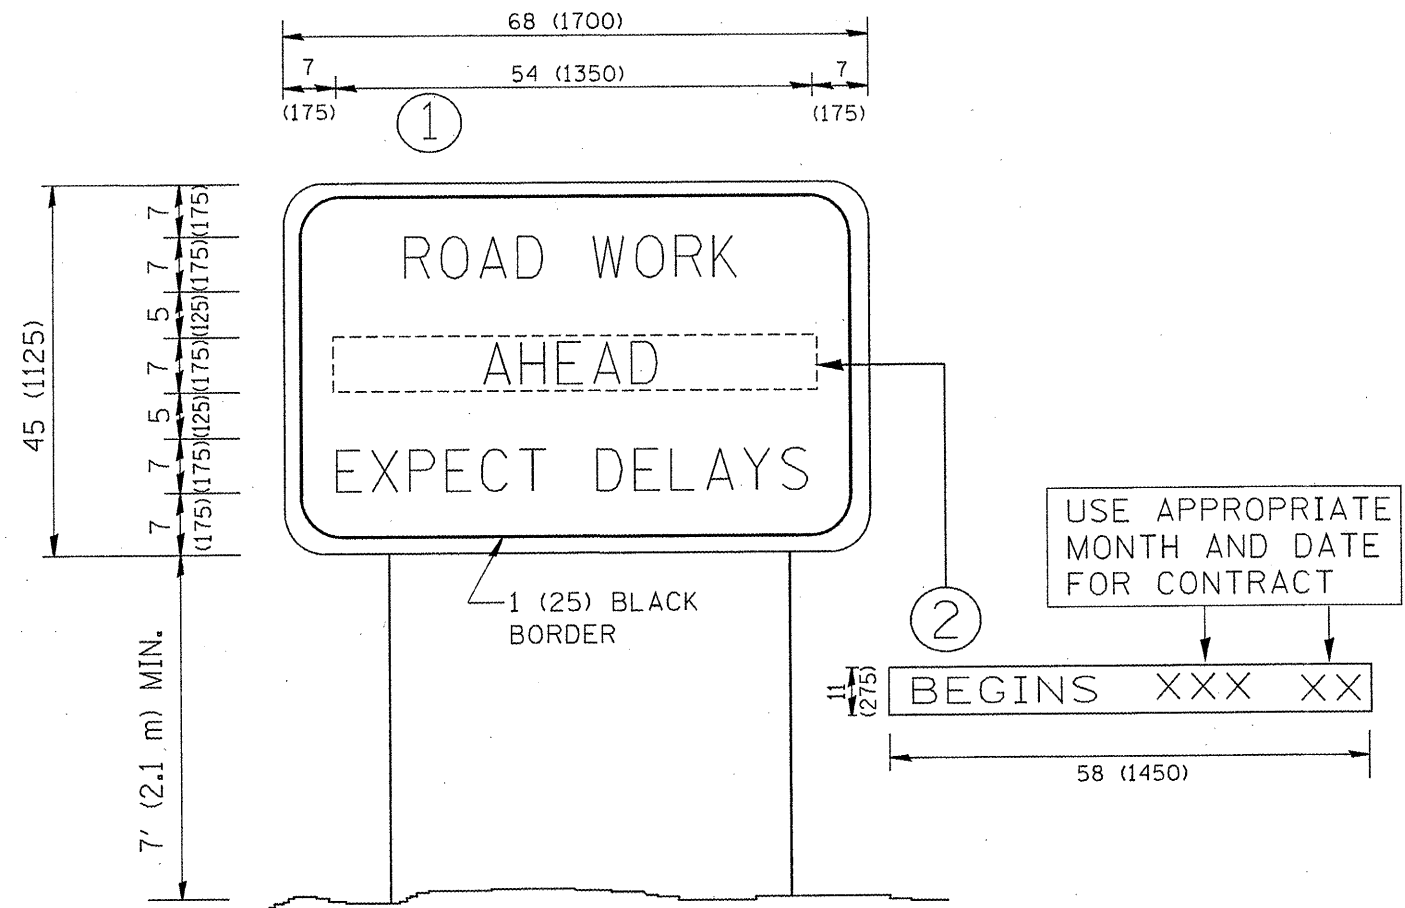 68 (1700)
7 54 (1350) 7
(175) (175)
1
45 (1125)
7 (175)
7 (175)
5 (125)
7 (175)
5 (125)
7 (175)
7 (175)
ROAD WORK
AHEAD
EXPECT DELAYS
1 (25) BLACK
BORDER
7' (2.1 m) MIN.
2
USE APPROPRIATE
MONTH AND DATE
FOR CONTRACT
11
(275)
BEGINS XXX XX
58 (1450)